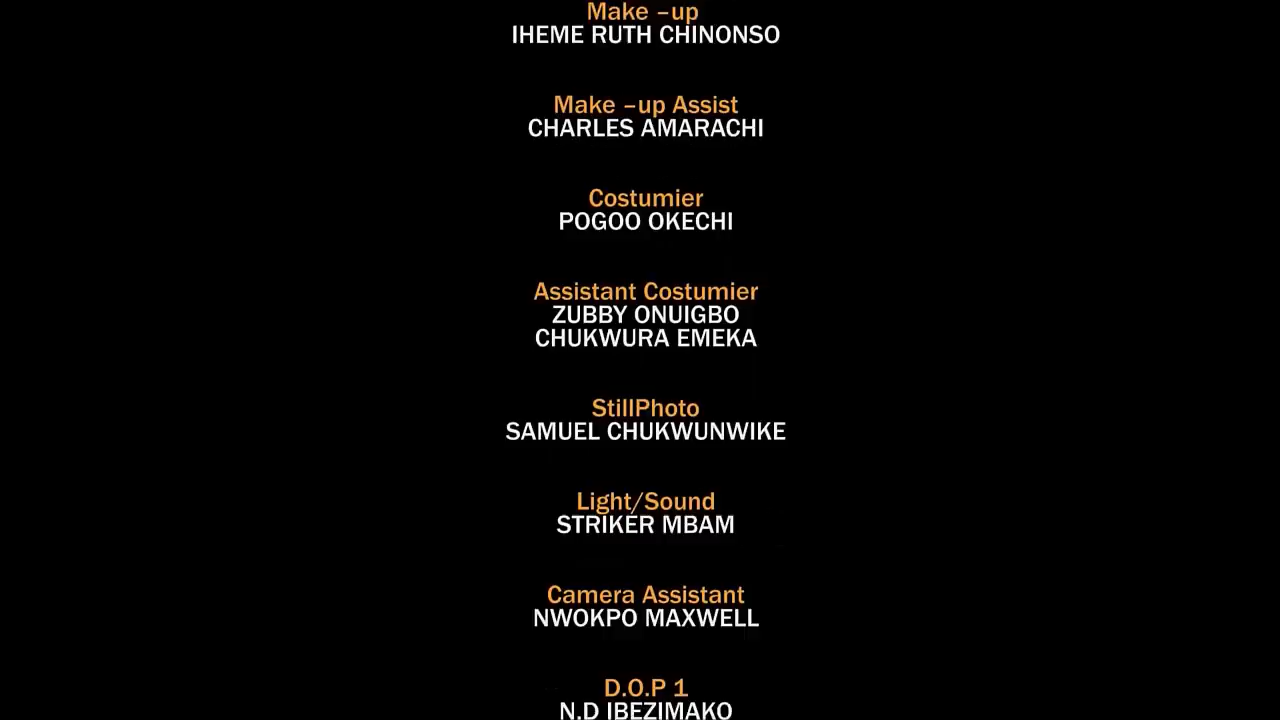 Make –up
IHEME RUTH CHINONSO
Make –up Assist
CHARLES AMARACHI
Costumier
POGOO OKECHI
Assistant Costumier
ZUBBY ONUIGBO
CHUKWURA EMEKA
StillPhoto
SAMUEL CHUKWUNWIKE
Light/Sound
STRIKER MBAM
Camera Assistant
NWOKPO MAXWELL
D.O.P 1
N.D IBEZIMAKO